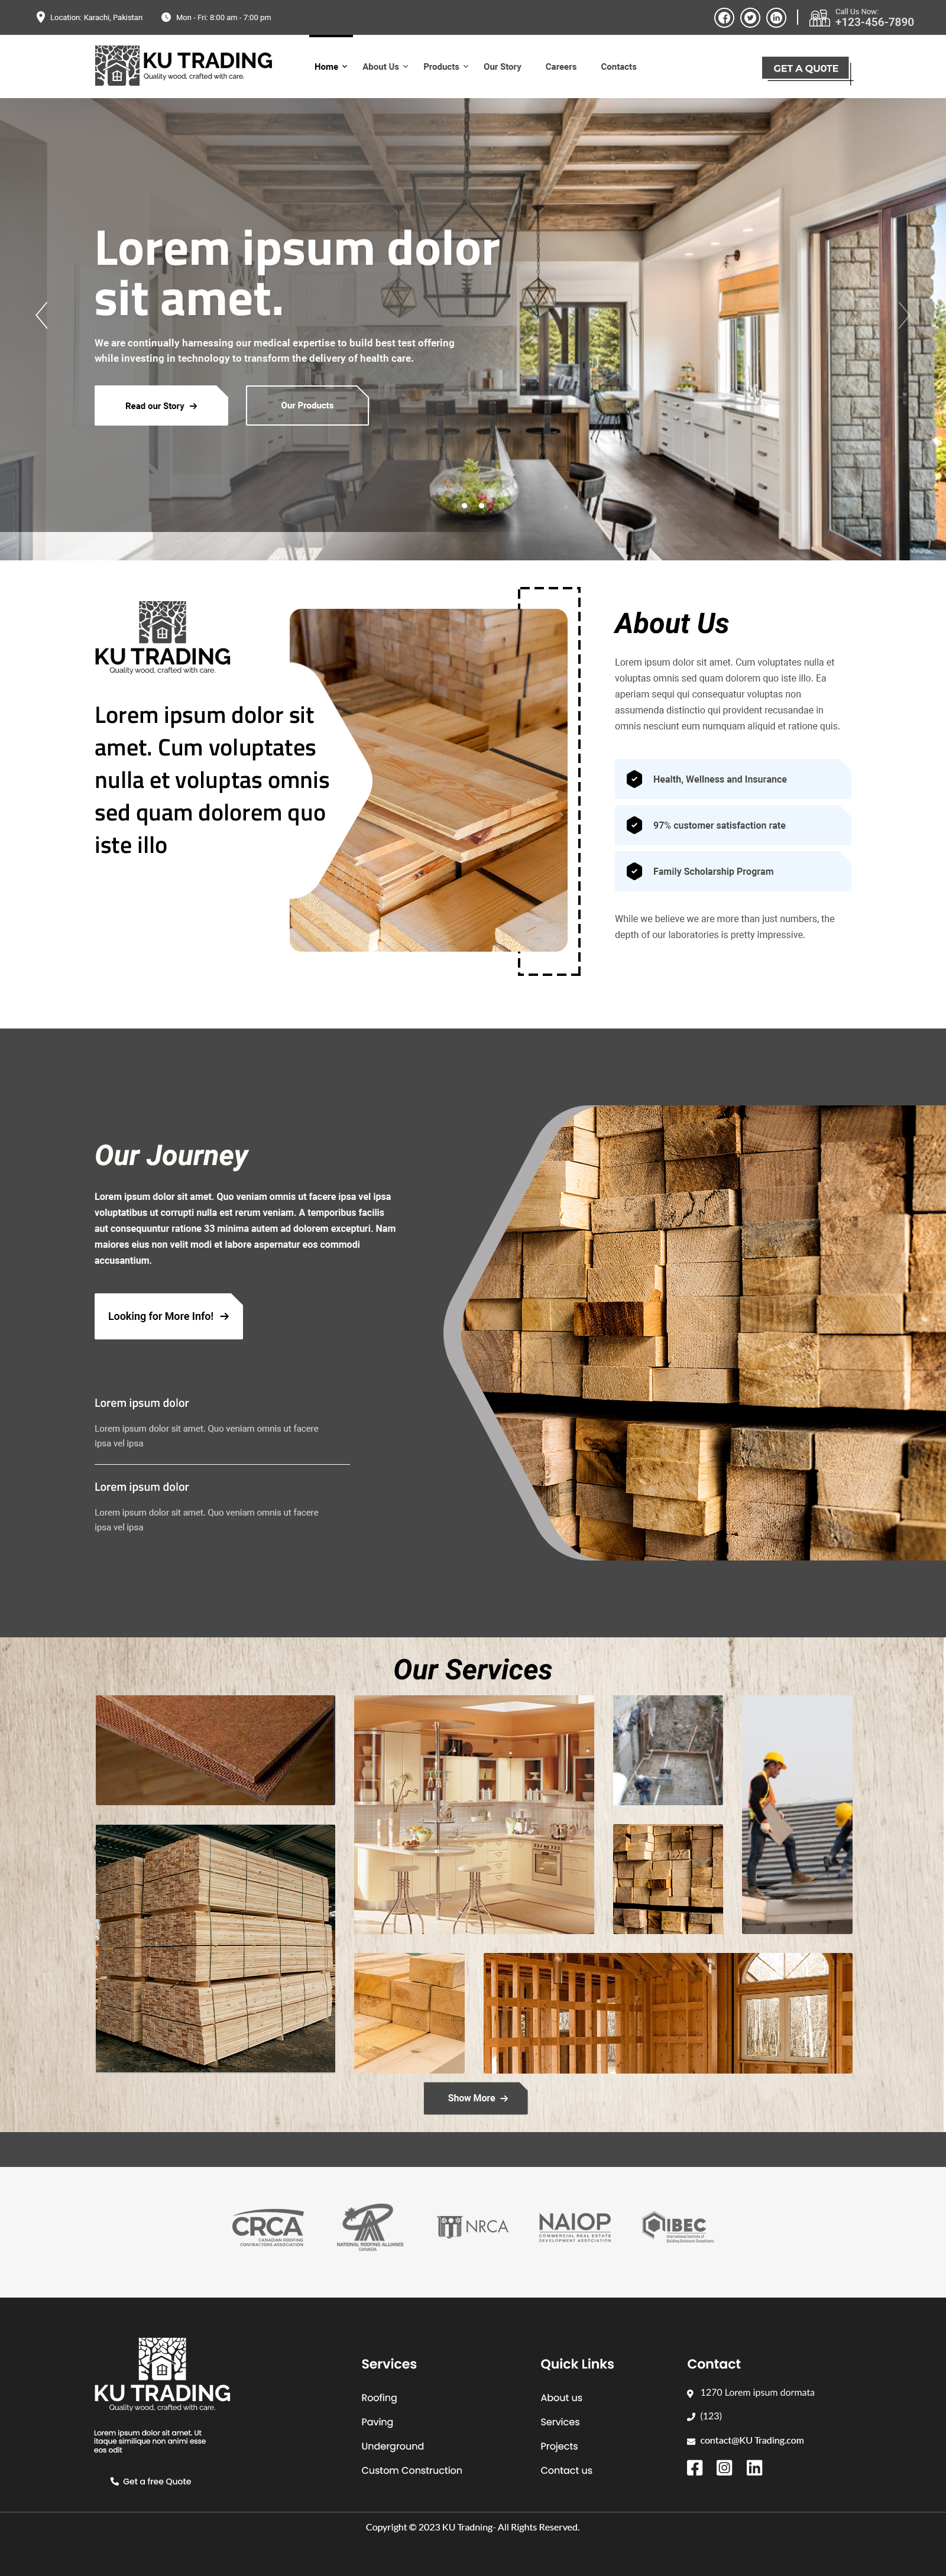 Location: Karachi, Pakistan
Mon - Fri: 8:00 am - 7:00 pm
Call Us Now:
+123-456-7890
KU TRADING
Quality wood, crafted with care.
Home
About Us
Products
Our Story
Careers
Contacts
GET A QUOTE
Lorem ipsum dolor
sit amet.
We are continually harnessing our medical expertise to build best test offering
while investing in technology to transform the delivery of health care.
Read our Story
Our Products
KU TRADING
Quality wood, crafted with care.
Lorem ipsum dolor sit
amet. Cum voluptates
nulla et voluptas omnis
sed quam dolorem quo
iste illo
About Us
Lorem ipsum dolor sit amet. Cum voluptates nulla et
voluptas omnis sed quam dolorem quo iste illo. Ea
aperiam sequi qui consequatur voluptas non
assumenda distinctio qui provident recusandae in
omnis nesciunt eum numquam aliquid et ratione quis.
Health, Wellness and Insurance
97% customer satisfaction rate
Family Scholarship Program
While we believe we are more than just numbers, the
depth of our laboratories is pretty impressive.
Our Journey
Lorem ipsum dolor sit amet. Quo veniam omnis ut facere ipsa vel ipsa
voluptatibus ut corrupti nulla est rerum veniam. A temporibus facilis
aut consequuntur ratione 33 minima autem ad dolorem excepturi. Nam
maiores eius non velit modi et labore aspernatur eos commodi
accusantium.
Looking for More Info!
Lorem ipsum dolor
Lorem ipsum dolor sit amet. Quo veniam omnis ut facere
ipsa vel ipsa
Lorem ipsum dolor
Lorem ipsum dolor sit amet. Quo veniam omnis ut facere
ipsa vel ipsa
Our Services
Show More
CRCA
CANADIAN ROOFING
CONTRACTORS ASSOCIATION
NATIONAL ROOFING ALLIANCE
CANADA
NRCA
NAIOP
COMMERCIAL REAL ESTATE
DEVELOPMENT ASSOCIATION
IBEC
International Institute of
Building Enclosure Consultants
KU TRADING
Quality wood, crafted with care.
Lorem ipsum dolor sit amet. Ut
itaque similique non animi esse
eos odit
Get a free Quote
Services
Roofing
Paving
Underground
Custom Construction
Quick Links
About us
Services
Projects
Contact us
Contact
1270 Lorem ipsum dormata
(123)
contact@KU Trading.com
Copyright © 2023 KU Tradning- All Rights Reserved.